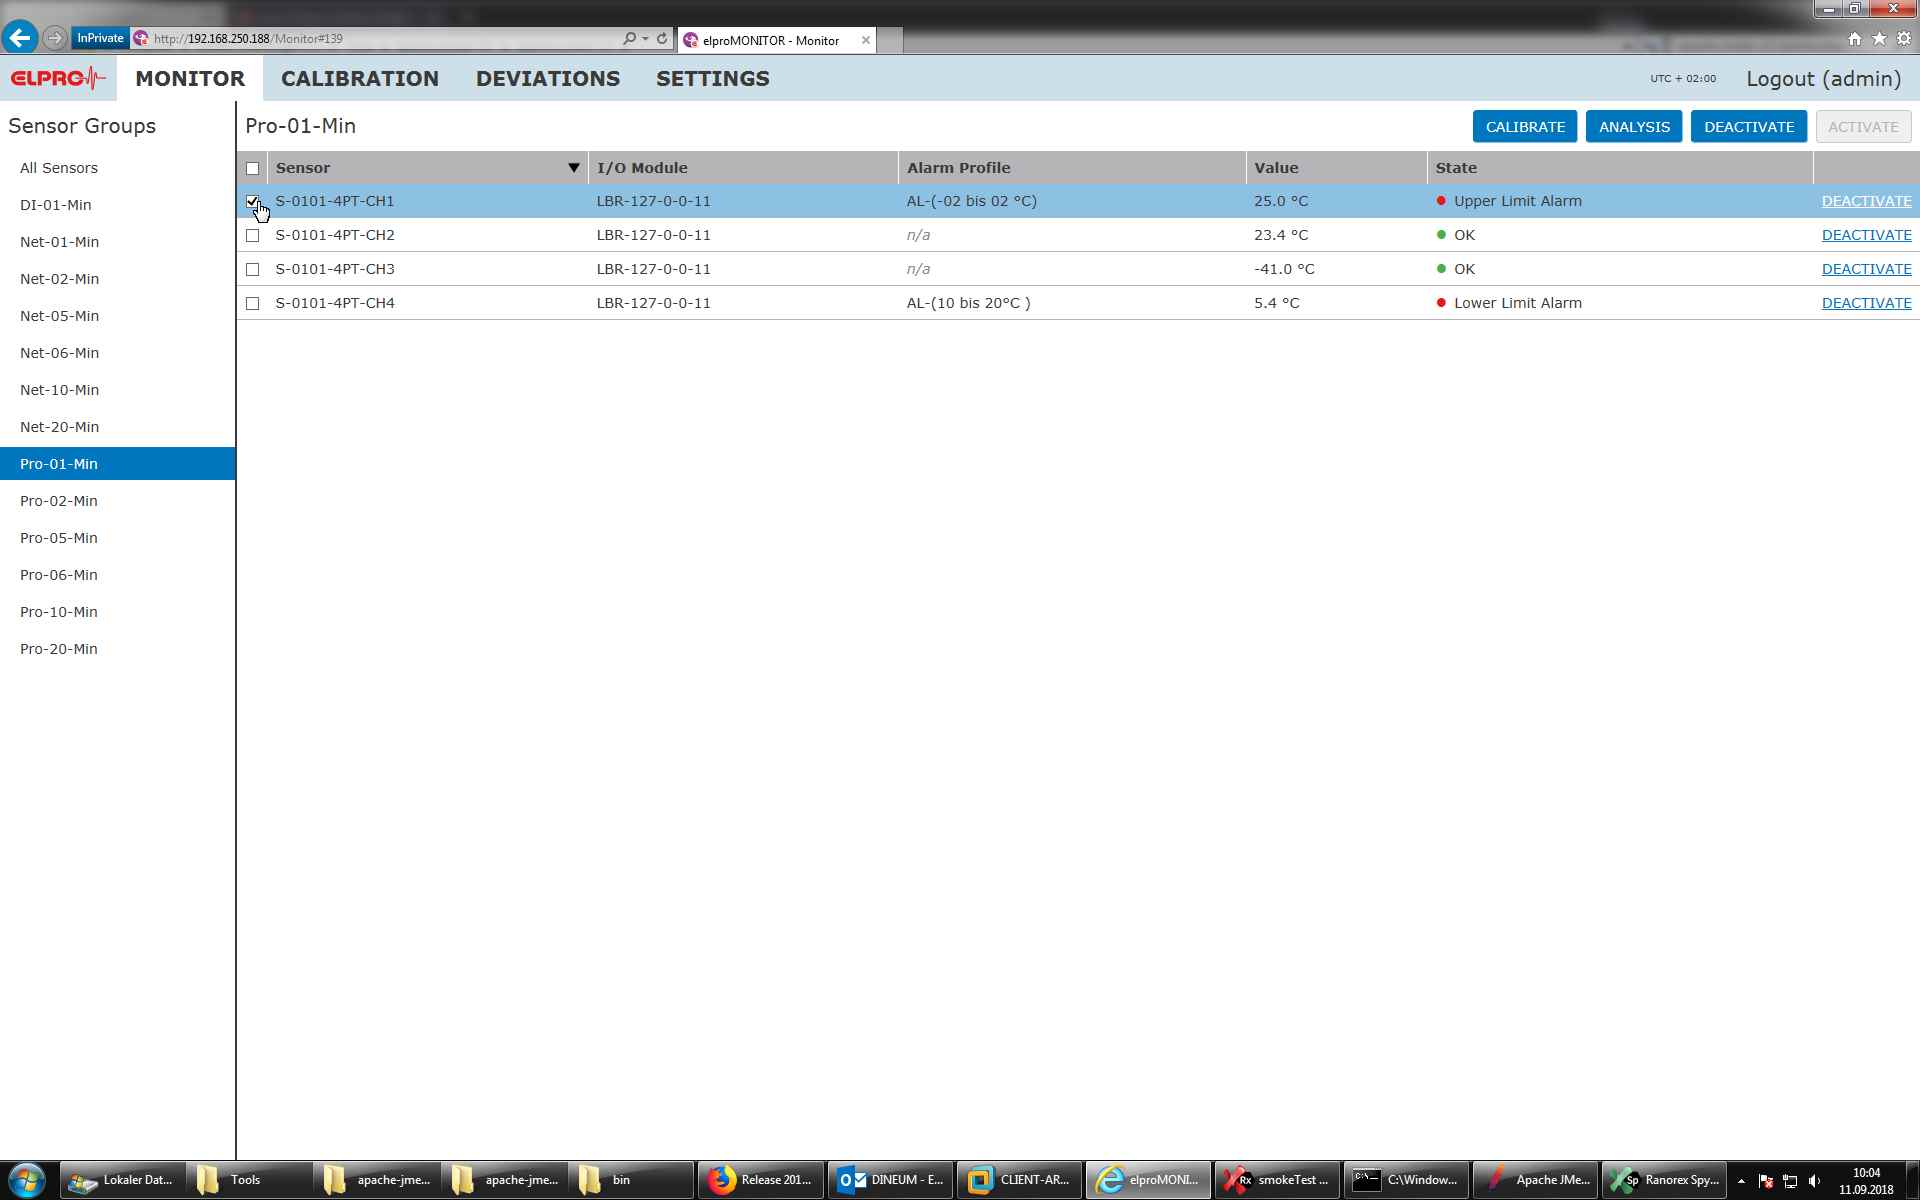 InPrivate http://192.168.250.188/Monitor#139 elproMONITOR - Monitor
ELPRO MONITOR CALIBRATION DEVIATIONS SETTINGS UTC + 02:00 Logout (admin)
Sensor Groups
All Sensors
DI-01-Min
Net-01-Min
Net-02-Min
Net-05-Min
Net-06-Min
Net-10-Min
Net-20-Min
Pro-01-Min
Pro-02-Min
Pro-05-Min
Pro-06-Min
Pro-10-Min
Pro-20-Min
Pro-01-Min CALIBRATE ANALYSIS DEACTIVATE ACTIVATE
Sensor I/O Module Alarm Profile Value State
S-0101-4PT-CH1 LBR-127-0-0-11 AL-(-02 bis 02 °C) 25.0 °C Upper Limit Alarm DEACTIVATE
S-0101-4PT-CH2 LBR-127-0-0-11 n/a 23.4 °C OK DEACTIVATE
S-0101-4PT-CH3 LBR-127-0-0-11 n/a -41.0 °C OK DEACTIVATE
S-0101-4PT-CH4 LBR-127-0-0-11 AL-(10 bis 20°C ) 5.4 °C Lower Limit Alarm DEACTIVATE
Lokaler Dat... Tools apache-jme... apache-jme... bin Release 201... DINEUM - E... CLIENT-AR... elproMONI... smokeTest ... C:\Window... Apache JMe... Ranorex Spy... 10:04
11.09.2018